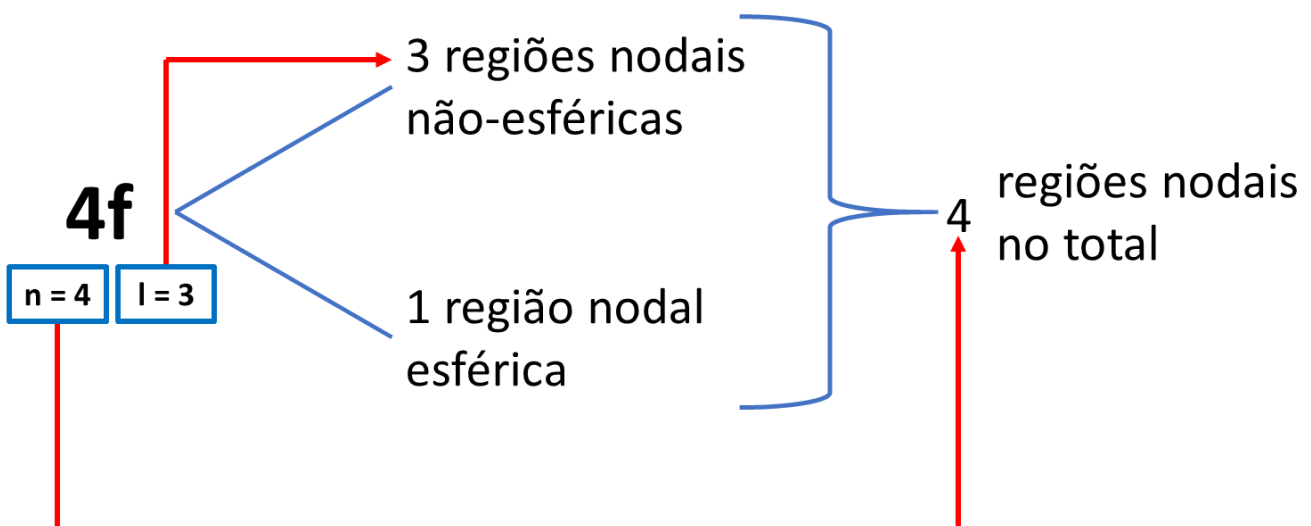 3 regiões nodais
não-esféricas
4f
n = 4
l = 3
1 região nodal
esférica
4
regiões nodais
no total